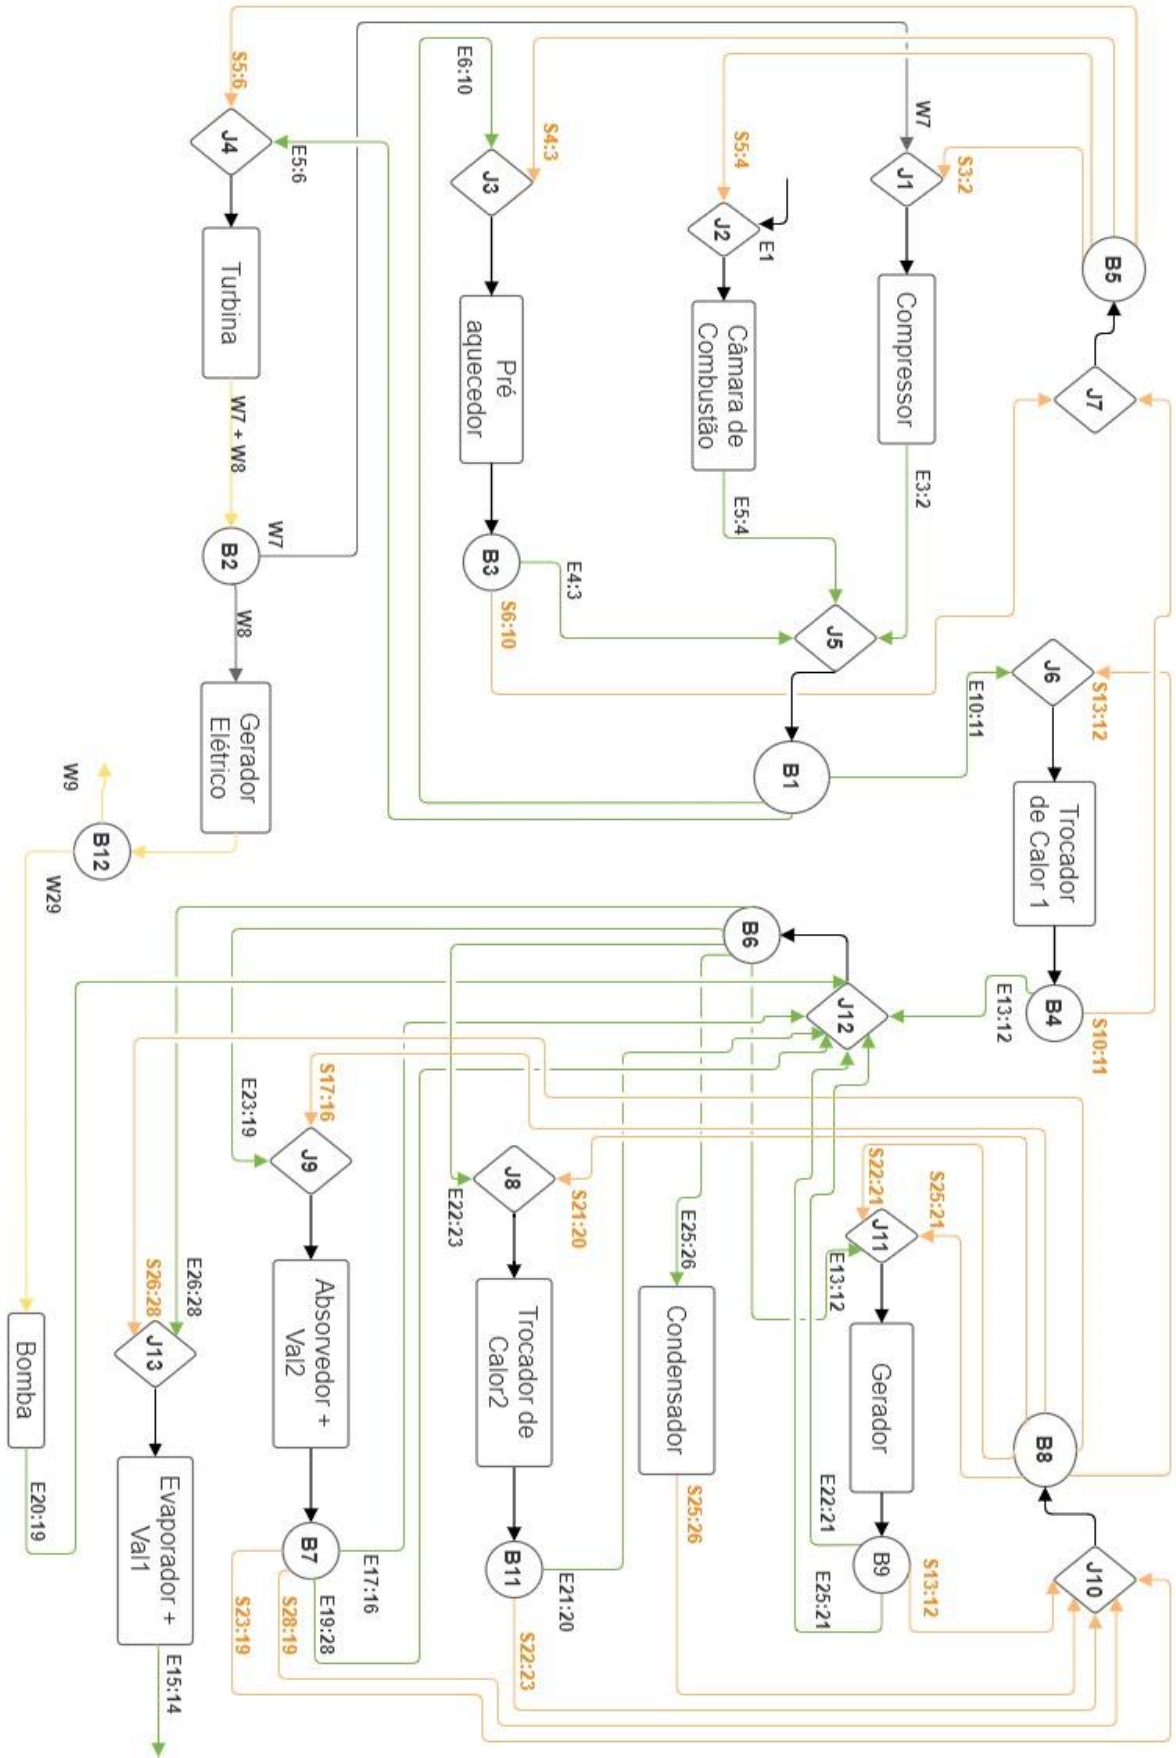 B5
J7
S3:2
W7
J1
Compressor
E3:2
S5:4
E1
J2
Câmara de
Combustão
E5:4
J5
S4:3
E6:10
J3
Pré
aquecedor
B3
E4:3
S6:10
S5:6
J4
E5:6
Turbina
W7 + W8
B2
W7
W8
Gerador
Elétrico
B12
W9
W29
B1
E10:11
J6
S13:12
Trocador
de Calor 1
B4
S10:11
E13:12
J12
B6
J10
B8
S25:21
S22:21
J11
E13:12
Gerador
B9
S13:12
E22:21
E25:21
E25:26
Condensador
S25:26
S21:20
J8
E22:23
Trocador de
Calor2
B11
E21:20
S22:23
S17:16
J9
E23:19
Absorvedor +
Val2
B7
E17:16
E19:28
S28:19
S23:19
E26:28
S26:28
J13
Evaporador +
Val1
E15:14
Bomba
E20:19